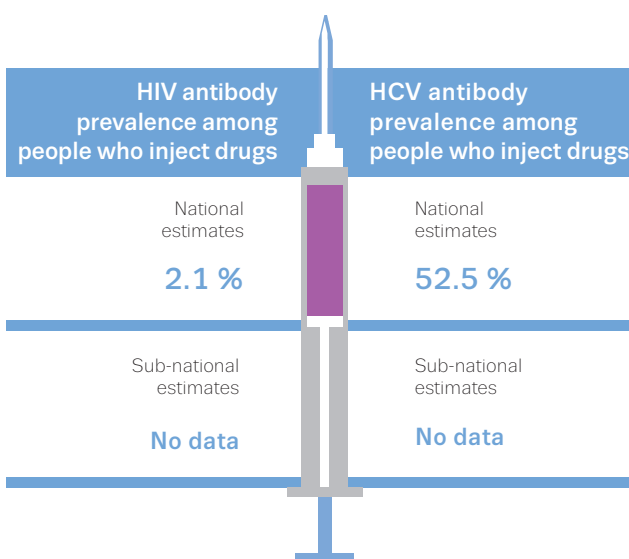 HIV antibody
prevalence among
people who inject drugs
HCV antibody
prevalence among
people who inject drugs
National
estimates
2.1 %
National
estimates
52.5 %
Sub-national
estimates
No data
Sub-national
estimates
No data